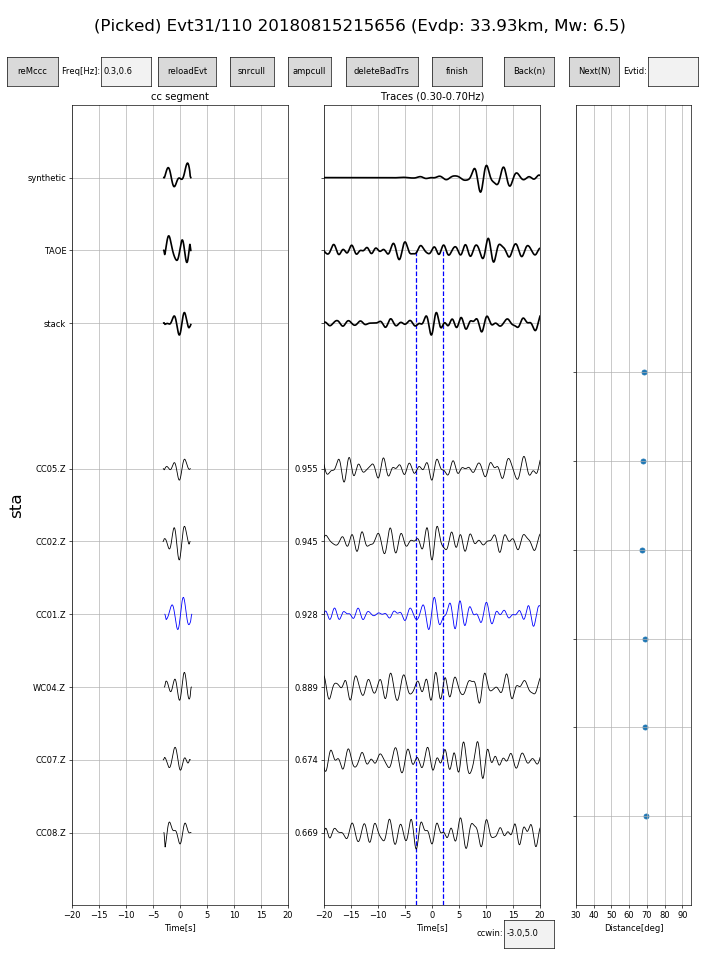 (Picked) Evt31/110 20180815215656 (Evdp: 33.93km, Mw: 6.5)
reMccc Freq[Hz]: 0.3,0.6 reloadEvt snrcull ampcull deleteBadTrs finish Back(n) Next(N) Evtid:
cc segment Traces (0.30-0.70Hz)
synthetic
TAOE
stack
CC05.Z 0.955
CC02.Z 0.945
sta
CC01.Z 0.928
WC04.Z 0.889
CC07.Z 0.674
CC08.Z 0.669
−20 −15 −10 −5 0 5 10 15 20 −20 −15 −10 −5 0 5 10 15 20 30 40 50 60 70 80 90
Time[s] Time[s] Distance[deg]
ccwin: -3.0,5.0